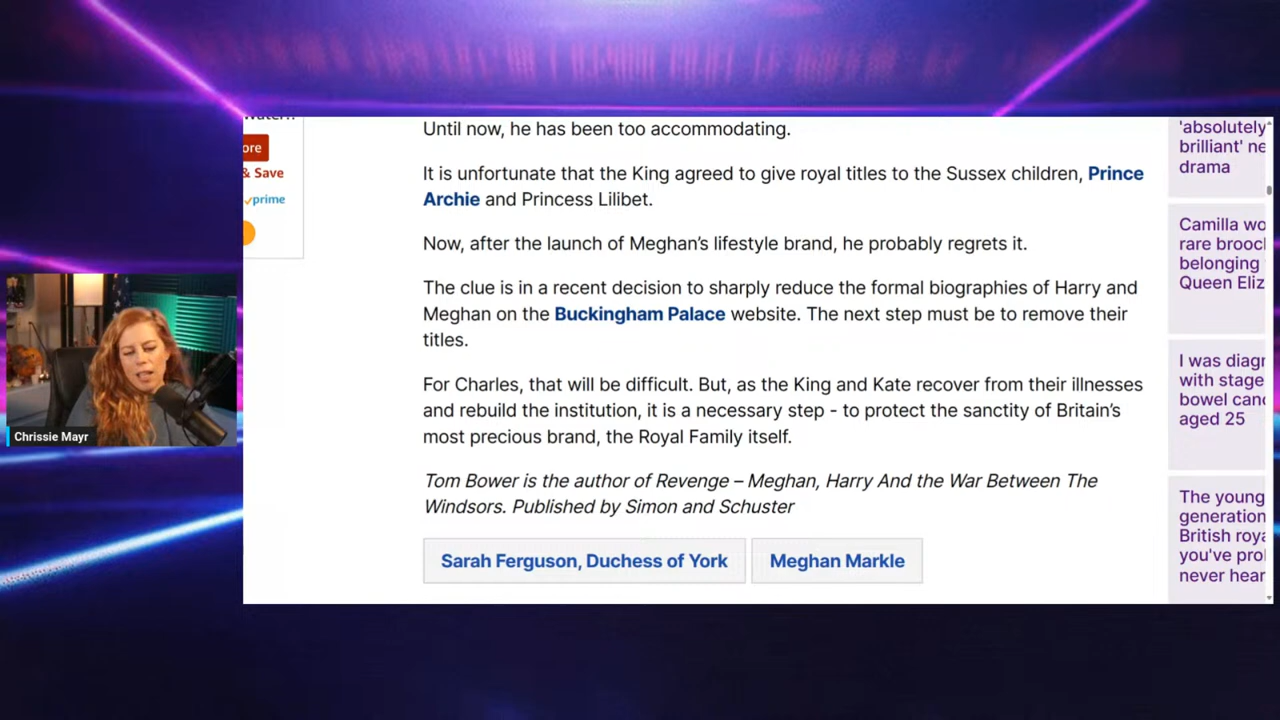 Until now, he has been too accommodating.
It is unfortunate that the King agreed to give royal titles to the Sussex children, Prince
Archie and Princess Lilibet.
Now, after the launch of Meghan's lifestyle brand, he probably regrets it.
The clue is in a recent decision to sharply reduce the formal biographies of Harry and
Meghan on the Buckingham Palace website. The next step must be to remove their
titles.
For Charles, that will be difficult. But, as the King and Kate recover from their illnesses
and rebuild the institution, it is a necessary step - to protect the sanctity of Britain's
most precious brand, the Royal Family itself.
Tom Bower is the author of Revenge – Meghan, Harry And the War Between The
Windsors. Published by Simon and Schuster
Sarah Ferguson, Duchess of York
Meghan Markle
ore
& Save
prime
'absolutely
brilliant' ne
drama
Camilla wo
rare brooch
belonging
Queen Eliz
I was diagn
with stage
bowel canc
aged 25
The young
generation
British roya
you've pro
never hear
Chrissie Mayr